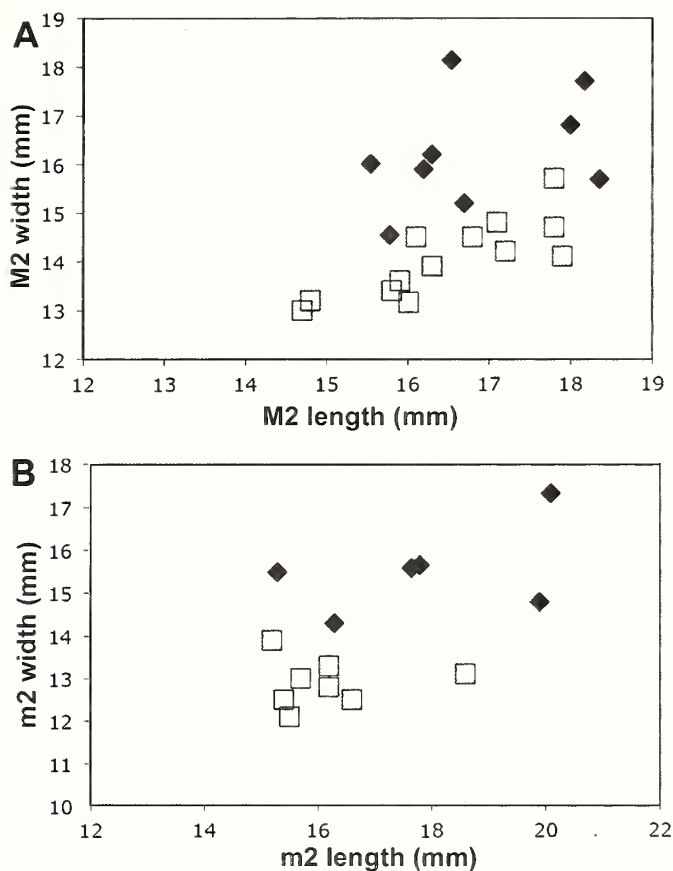 A
M2 width (mm)
19
18
17
16
15
14
13
12
12 13 14 15 16 17 18 19
M2 length (mm)
B
m2 width (mm)
18
17
16
15
14
13
12
11
10
12 14 16 18 20 22
m2 length (mm)